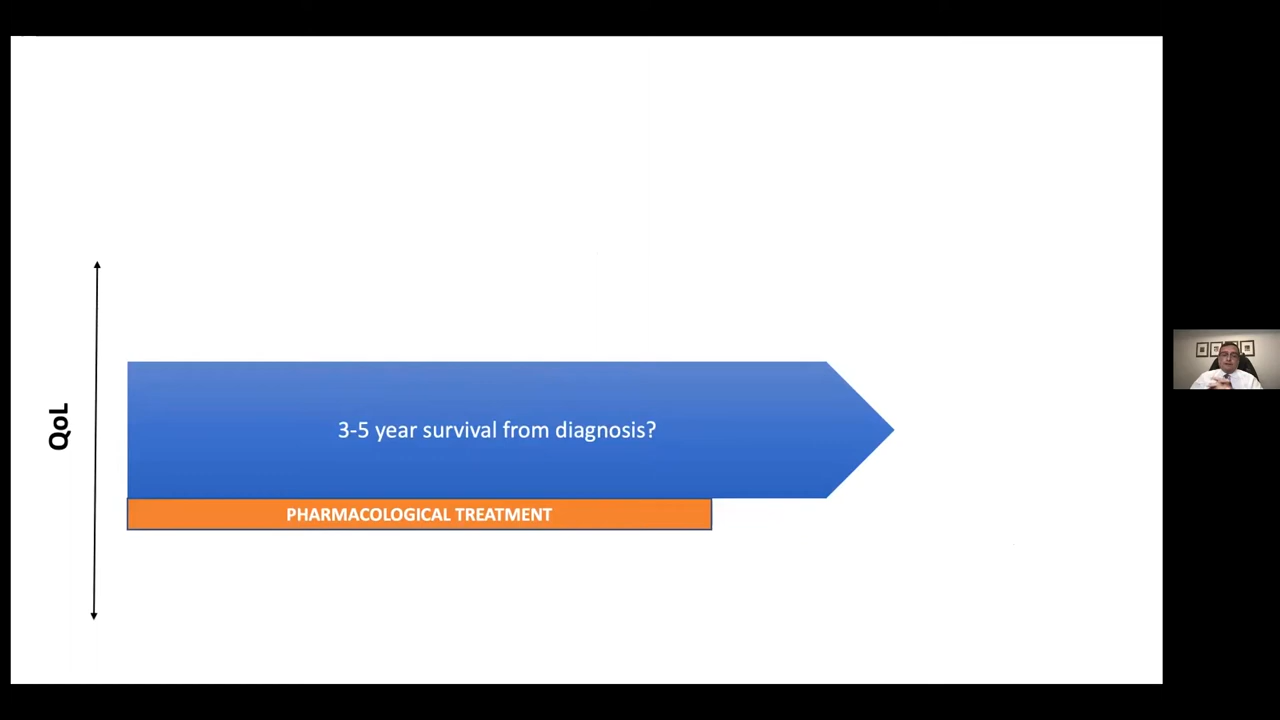 QoL
3-5 year survival from diagnosis?
PHARMACOLOGICAL TREATMENT